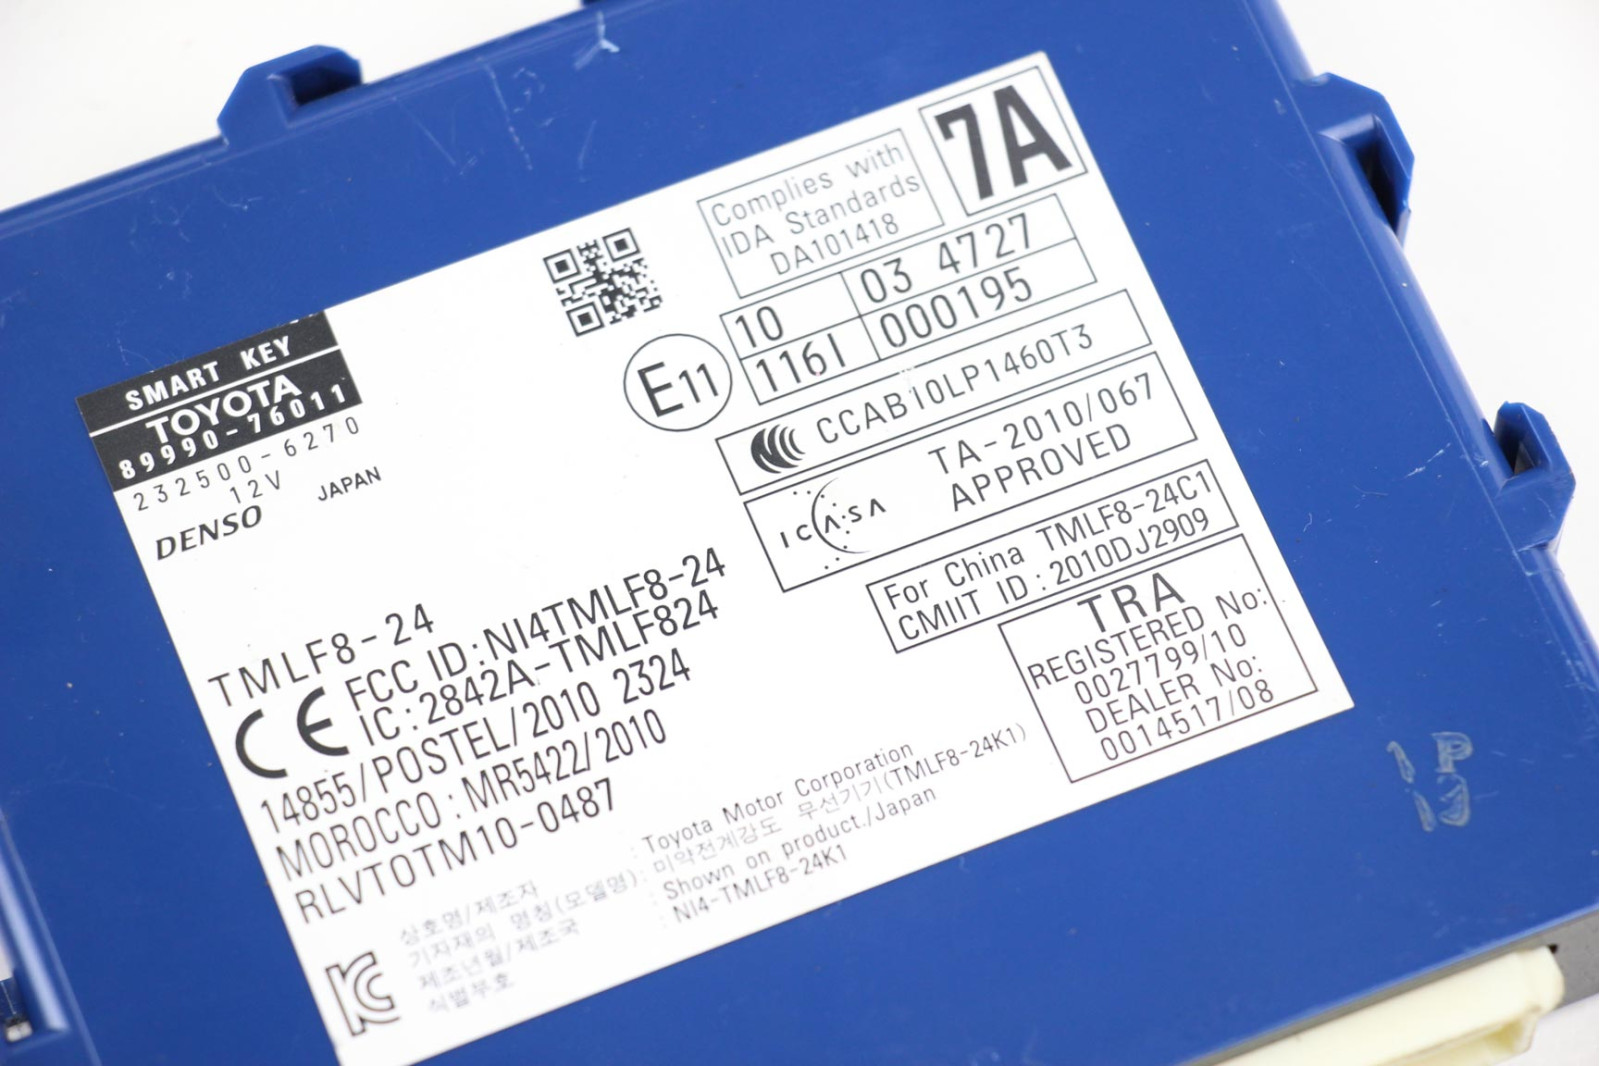 SMART KEY
TOYOTA
89990-76011
232500-6270
12V
JAPAN
DENSO
7A
Complies with
IDA Standards
DA101418
E11
10 03 4727
116I 000195
CCAB10LP1460T3
ICASA
TA-2010/067
APPROVED
For China TMLF8-24C1
CMIIT ID:2010DJ2909
TRA
REGISTERED No:
0027799/10
DEALER No:
0014517/08
TMLF8-24
CE
FCC ID:NI4TMLF8-24
IC:2842A-TMLF824
14855/POSTEL/2010 2324
MOROCCO:MR5422/2010
RLVTOTM10-0487
상호명/제조자 : Toyota Motor Corporation
기자재의 명칭(모델명): 미약전계강도 무선기기(TMLF8-24K1)
제조년월/제조국 : Shown on product./Japan
식별부호 : NI4-TMLF8-24K1